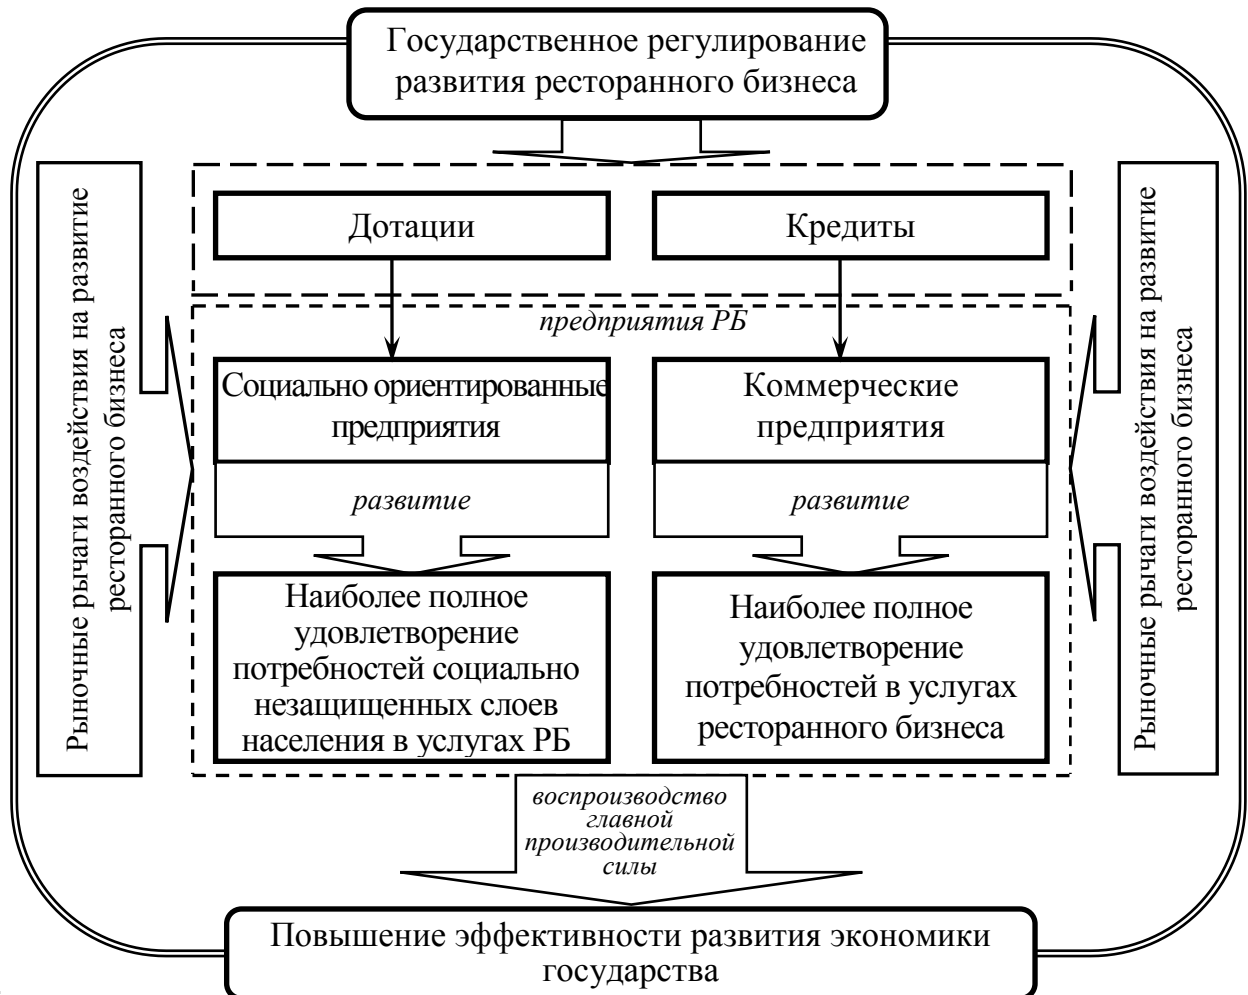 Государственное регулирование
развития ресторанного бизнеса
Рыночные рычаги воздействия на развитие
ресторанного бизнеса
Дотации
Кредиты
предприятия РБ
Социально ориентированные
предприятия
Коммерческие
предприятия
развитие
развитие
Наиболее полное
удовлетворение
потребностей социально
незащищенных слоев
населения в услугах РБ
Наиболее полное
удовлетворение
потребностей в услугах
ресторанного бизнеса
Рыночные рычаги воздействия на развитие
ресторанного бизнеса
воспроизводство
главной
производительной
силы
Повышение эффективности развития экономики
государства